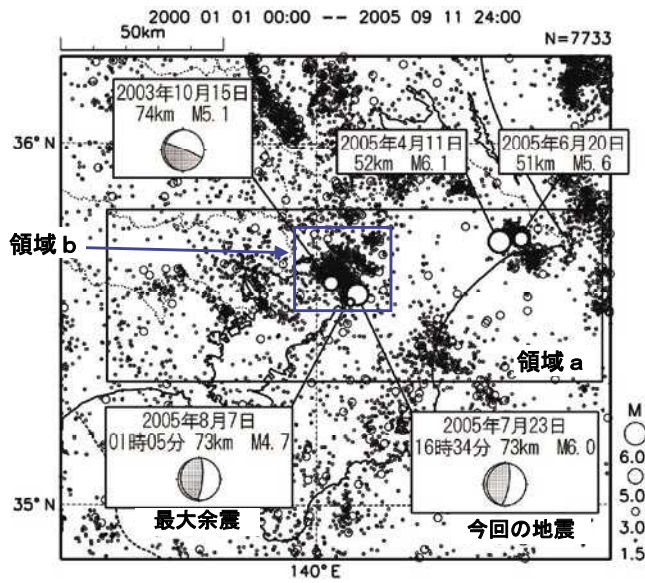 2000 01 01 00:00 -- 2005 09 11 24:00
50km
N=7733
2003年10月15日
74km M5.1
36°N
2005年4月11日
52km M6.1
2005年6月20日
51km M5.6
領域b
領域a
2005年8月7日
01時05分 73km M4.7
最大余震
2005年7月23日
16時34分 73km M6.0
今回の地震
M
6.0
5.0
3.0
1.5
35°N
140°E